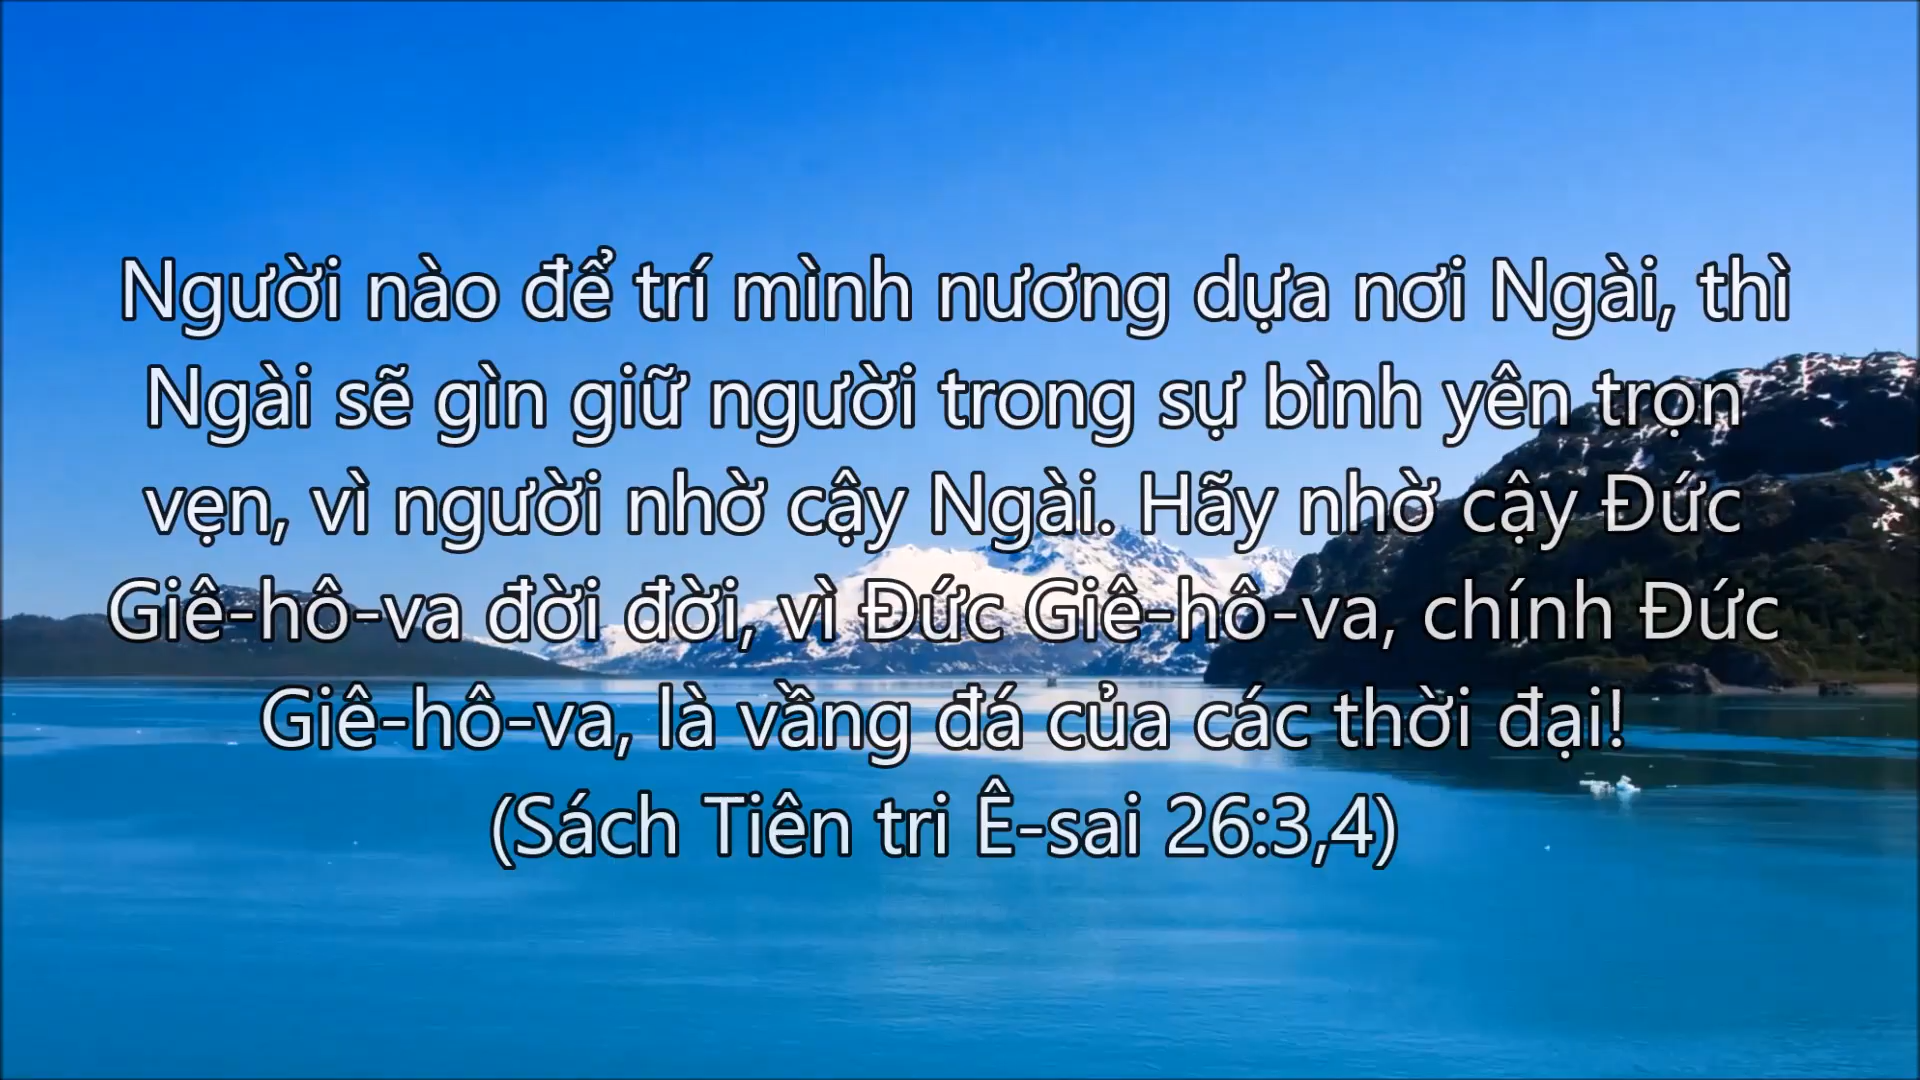 Người nào để trí mình nương dựa nơi Ngài, thì
Ngài sẽ gìn giữ người trong sự bình yên trọn
vẹn, vì người nhờ cậy Ngài. Hãy nhờ cậy Đức
Giê-hô-va đời đời, vì Đức Giê-hô-va, chính Đức
Giê-hô-va, là vầng đá của các thời đại!
(Sách Tiên tri Ê-sai 26:3,4)